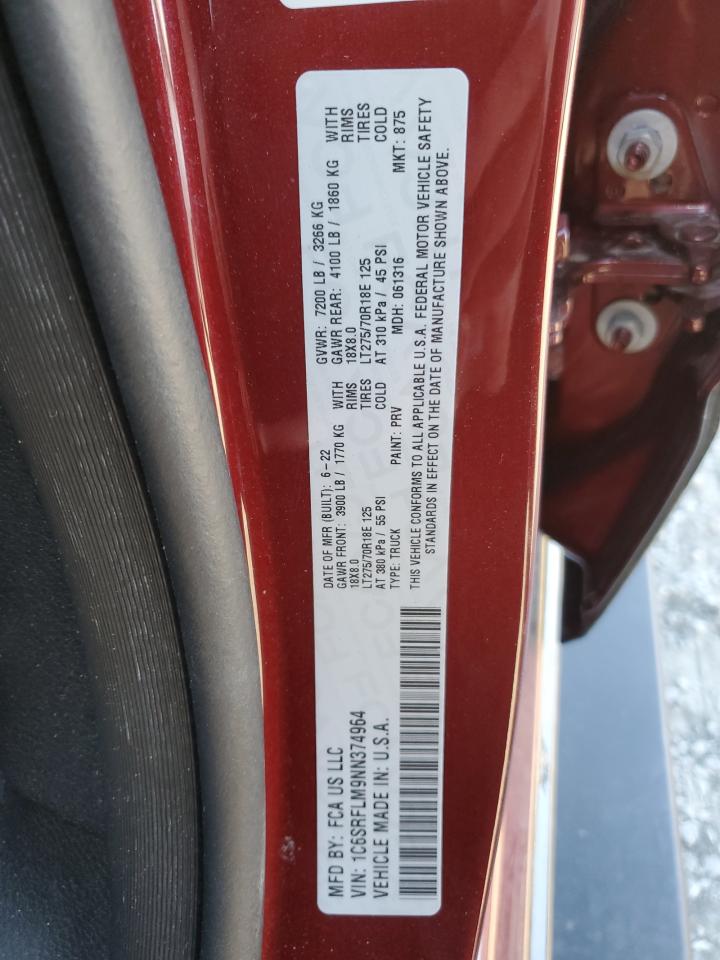 MFD BY: FCA US LLC
VIN: 1C6SRFLM9NN374964
VEHICLE MADE IN: U.S.A.
DATE OF MFR (BUILT): 6-22
GAWR FRONT: 3900 LB / 1770 KG WITH
18X8.0 RIMS
LT275/70R18E 125 TIRES
AT 380 kPa / 55 PSI COLD
TYPE: TRUCK PAINT: PRV
GVWR: 7200 LB / 3266 KG
GAWR REAR: 4100 LB / 1860 KG WITH
18X8.0 RIMS
LT275/70R18E 125 TIRES
AT 310 kPa / 45 PSI COLD
MDH: 061316 MKT: 875
THIS VEHICLE CONFORMS TO ALL APPLICABLE U.S.A. FEDERAL MOTOR VEHICLE SAFETY
STANDARDS IN EFFECT ON THE DATE OF MANUFACTURE SHOWN ABOVE.